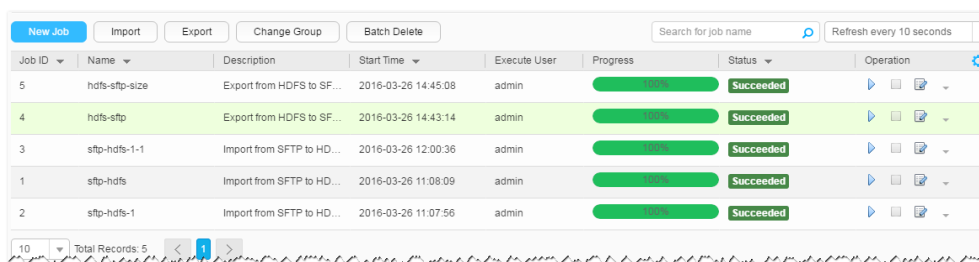 New Job Import Export Change Group Batch Delete Search for job name Refresh every 10 seconds
Job ID Name Description Start Time Execute User Progress Status Operation
5 hdfs-sftp-size Export from HDFS to SF... 2016-03-26 14:45:08 admin 100% Succeeded
4 hdfs-sftp Export from HDFS to SF... 2016-03-26 14:43:14 admin 100% Succeeded
3 sftp-hdfs-1-1 Import from SFTP to HD... 2016-03-26 12:00:36 admin 100% Succeeded
1 sftp-hdfs Import from SFTP to HD... 2016-03-26 11:08:09 admin 100% Succeeded
2 sftp-hdfs-1 Import from SFTP to HD... 2016-03-26 11:07:56 admin 100% Succeeded
10 Total Records: 5 < 1 >